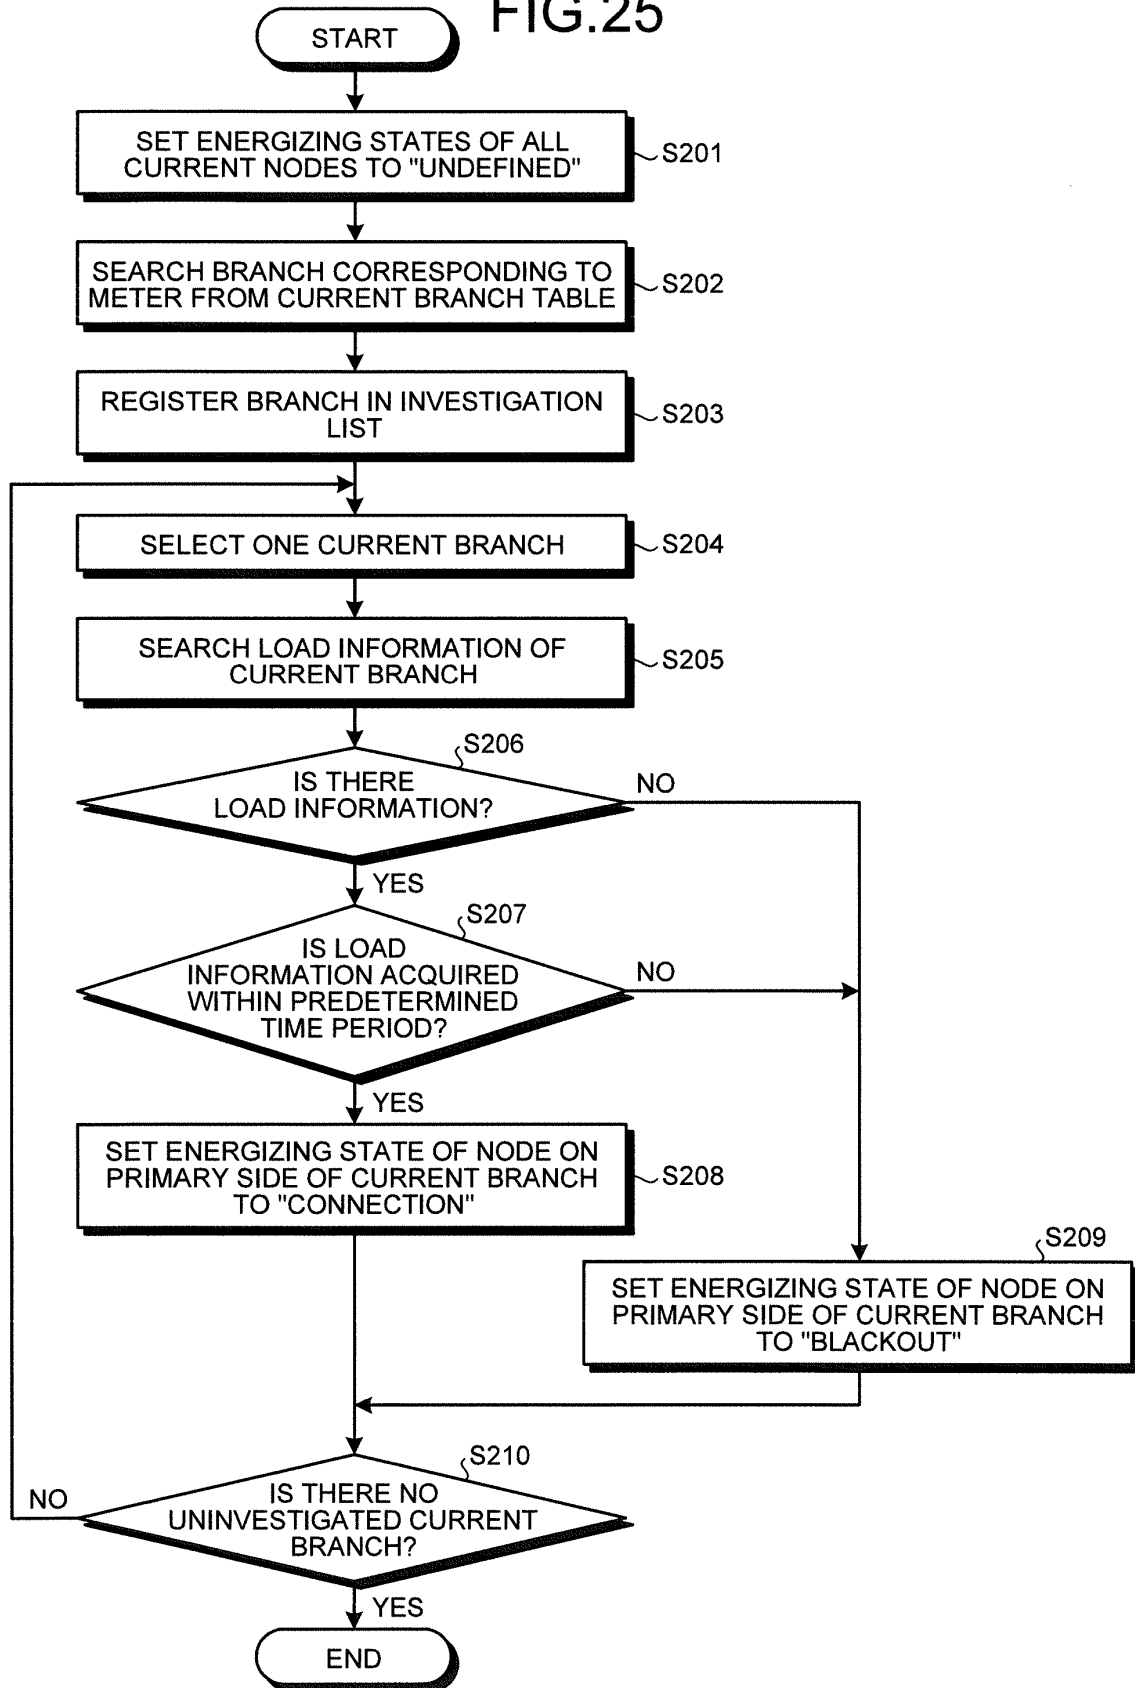 FIG.25
START
SET ENERGIZING STATES OF ALL
CURRENT NODES TO "UNDEFINED"
S201
SEARCH BRANCH CORRESPONDING TO
METER FROM CURRENT BRANCH TABLE
S202
REGISTER BRANCH IN INVESTIGATION
LIST
S203
SELECT ONE CURRENT BRANCH
S204
SEARCH LOAD INFORMATION OF
CURRENT BRANCH
S205
S206
IS THERE
LOAD INFORMATION?
NO
YES
S207
IS LOAD
INFORMATION ACQUIRED
WITHIN PREDETERMINED
TIME PERIOD?
NO
YES
SET ENERGIZING STATE OF NODE ON
PRIMARY SIDE OF CURRENT BRANCH
TO "CONNECTION"
S208
S209
SET ENERGIZING STATE OF NODE ON
PRIMARY SIDE OF CURRENT BRANCH
TO "BLACKOUT"
S210
IS THERE NO
UNINVESTIGATED CURRENT
BRANCH?
NO
YES
END